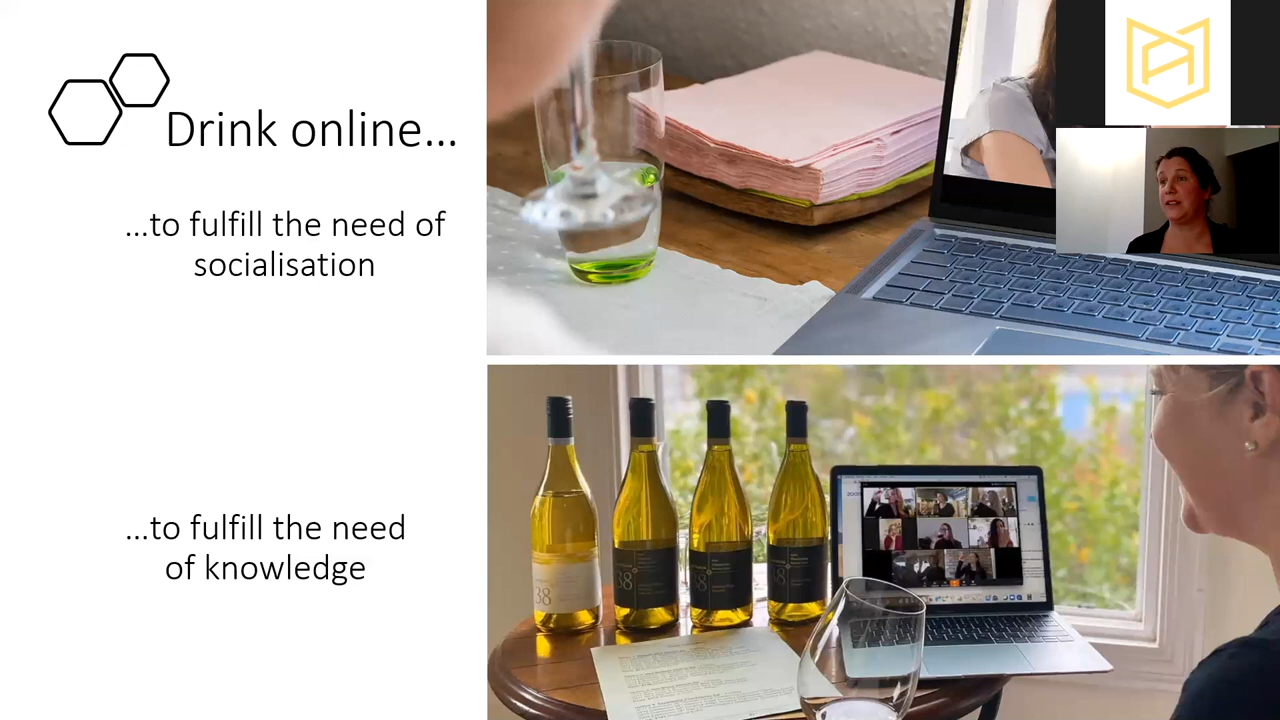 Drink online...
...to fulfill the need of
socialisation
...to fulfill the need
of knowledge
38
38
38
38